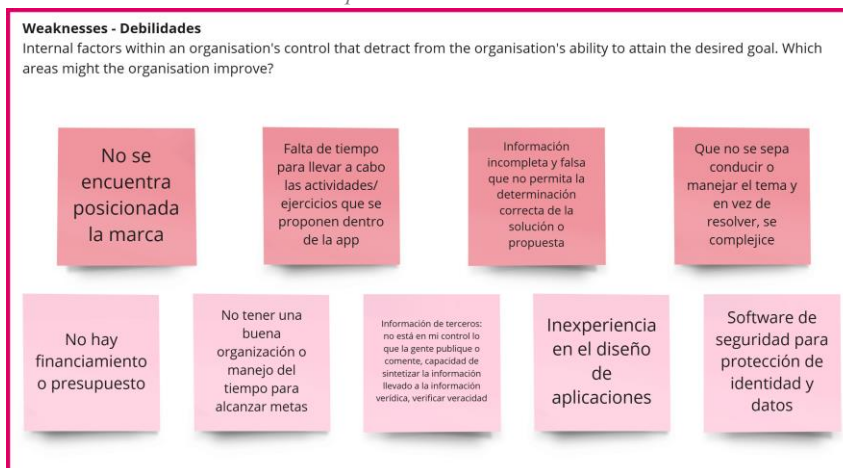 Weaknesses - Debilidades
Internal factors within an organisation's control that detract from the organisation's ability to attain the desired goal. Which
areas might the organisation improve?
No se
encuentra
posicionada
la marca
Falta de tiempo
para llevar a cabo
las actividades/
ejercicios que se
proponen dentro
de la app
Información
incompleta y falsa
que no permita la
determinación
correcta de la
solución o
propuesta
Que no se sepa
conducir o
manejar el tema y
en vez de
resolver, se
complejice
No hay
financiamiento
o presupuesto
No tener una
buena
organización o
manejo del
tiempo para
alcanzar metas
Información de terceros:
no está en mi control lo
que la gente publique o
comente, capacidad de
sintetizar la información
llevado a la información
verídica, verificar veracidad
Inexperiencia
en el diseño
de
aplicaciones
Software de
seguridad para
protección de
identidad y
datos